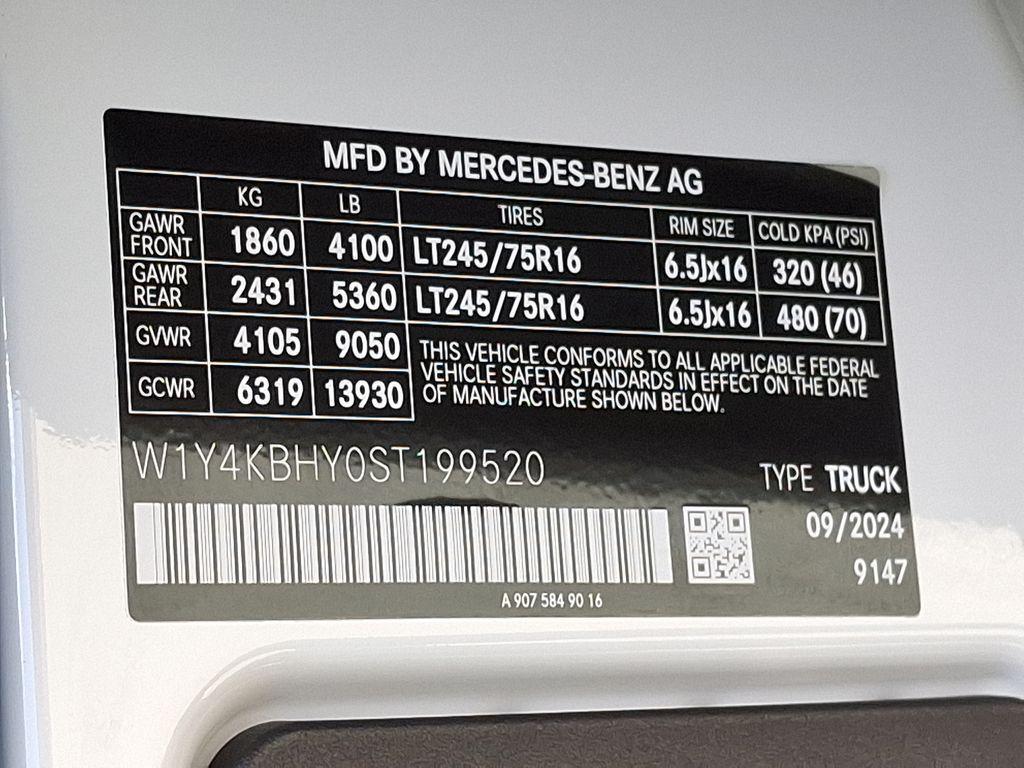 MFD BY MERCEDES-BENZ AG
KG LB TIRES RIM SIZE COLD KPA (PSI)
GAWR FRONT 1860 4100 LT245/75R16 6.5Jx16 320 (46)
GAWR REAR 2431 5360 LT245/75R16 6.5Jx16 480 (70)
GVWR 4105 9050
GCWR 6319 13930
THIS VEHICLE CONFORMS TO ALL APPLICABLE FEDERAL
VEHICLE SAFETY STANDARDS IN EFFECT ON THE DATE
OF MANUFACTURE SHOWN BELOW.
W1Y4KBHY0ST199520
TYPE TRUCK
09/2024
9147
A 907 584 90 16